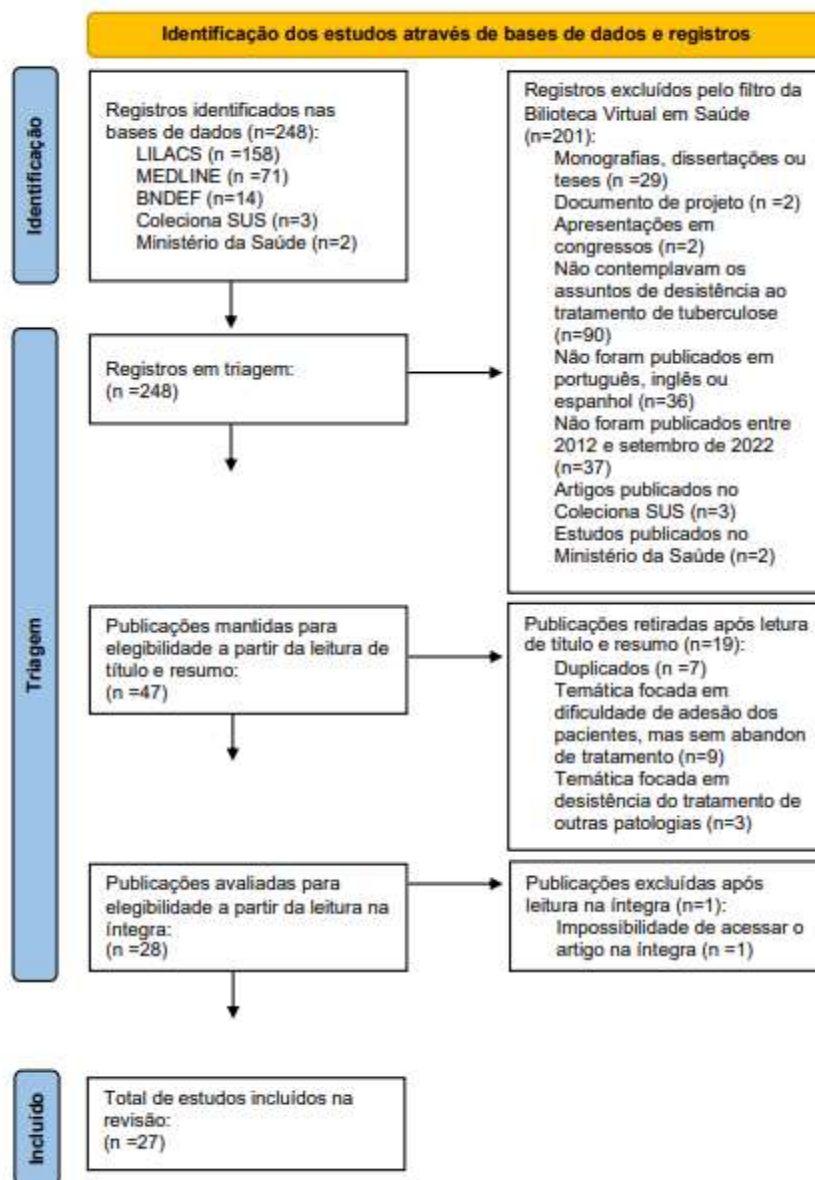 Identificação dos estudos através de bases de dados e registros
Identificação
Registros identificados nas
bases de dados (n=248):
LILACS (n =158)
MEDLINE (n =71)
BNDEF (n=14)
Coleciona SUS (n=3)
Ministério da Saúde (n=2)
Registros excluídos pelo filtro da
Bilioteca Virtual em Saúde
(n=201):
Monografias, dissertações ou
teses (n =29)
Documento de projeto (n =2)
Apresentações em
congressos (n=2)
Não contemplavam os
assuntos de desistência ao
tratamento de tuberculose
(n=90)
Não foram publicados em
português, inglês ou
espanhol (n=36)
Não foram publicados entre
2012 e setembro de 2022
(n=37)
Artigos publicados no
Coleciona SUS (n=3)
Estudos publicados no
Ministério da Saúde (n=2)
Triagem
Registros em triagem:
(n =248)
Publicações mantidas para
elegibilidade a partir da leitura de
título e resumo:
(n =47)
Publicações retiradas após letura
de título e resumo (n=19):
Duplicados (n =7)
Temática focada em
dificuldade de adesão dos
pacientes, mas sem abandon
de tratamento (n=9)
Temática focada em
desistência do tratamento de
outras patologias (n=3)
Publicações avaliadas para
elegibilidade a partir da leitura na
íntegra:
(n =28)
Publicações excluídas após
leitura na íntegra (n=1):
Impossibilidade de acessar o
artigo na íntegra (n =1)
Incluído
Total de estudos incluídos na
revisão:
(n =27)